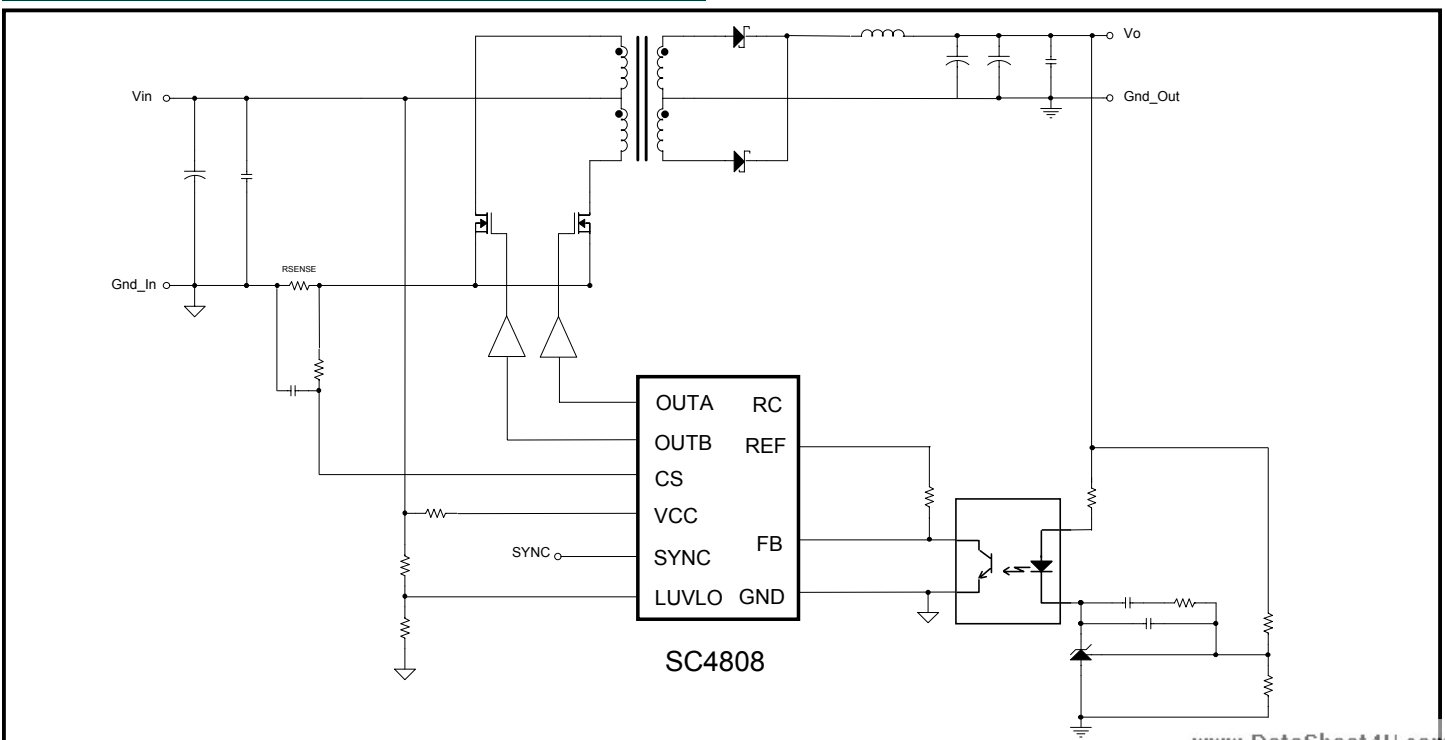 Vo
Vin
Gnd_Out
Gnd_In
RSENSE
OUTA
RC
OUTB
REF
CS
VCC
SYNC
SYNC
FB
LUVLO
GND
SC4808